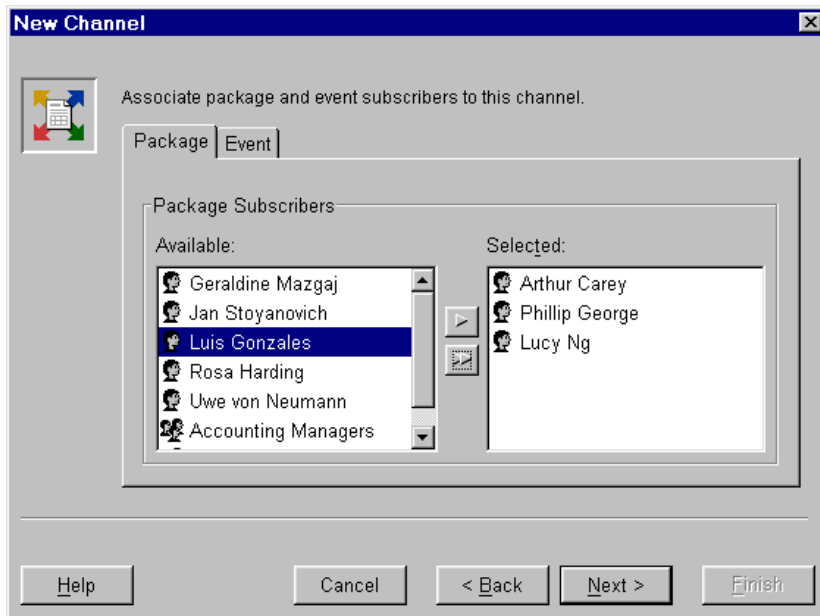 New Channel
Associate package and event subscribers to this channel.
Package Event
Package Subscribers
Available: Selected:
Geraldine Mazgaj Arthur Carey
Jan Stoyanovich Phillip George
Luis Gonzales Lucy Ng
Rosa Harding
Uwe von Neumann
Accounting Managers
Help Cancel < Back Next > Finish